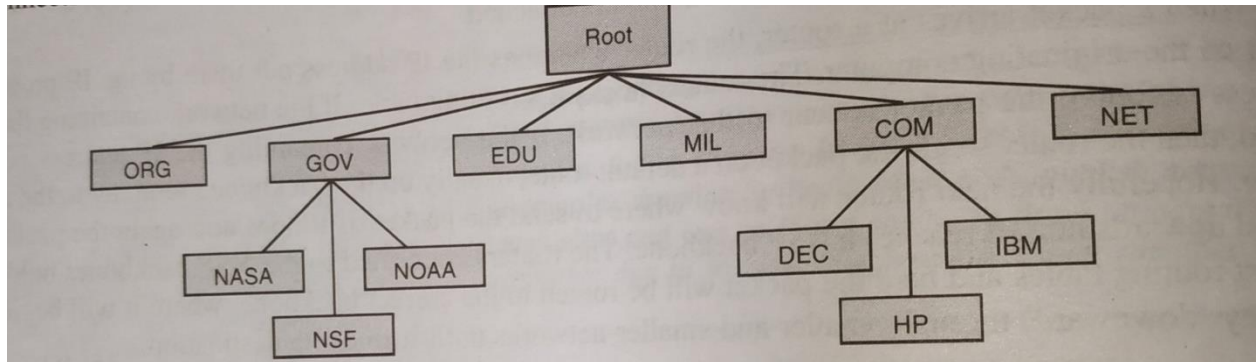 Root
ORG
GOV
EDU
MIL
COM
NET
NASA
NOAA
DEC
IBM
NSF
HP